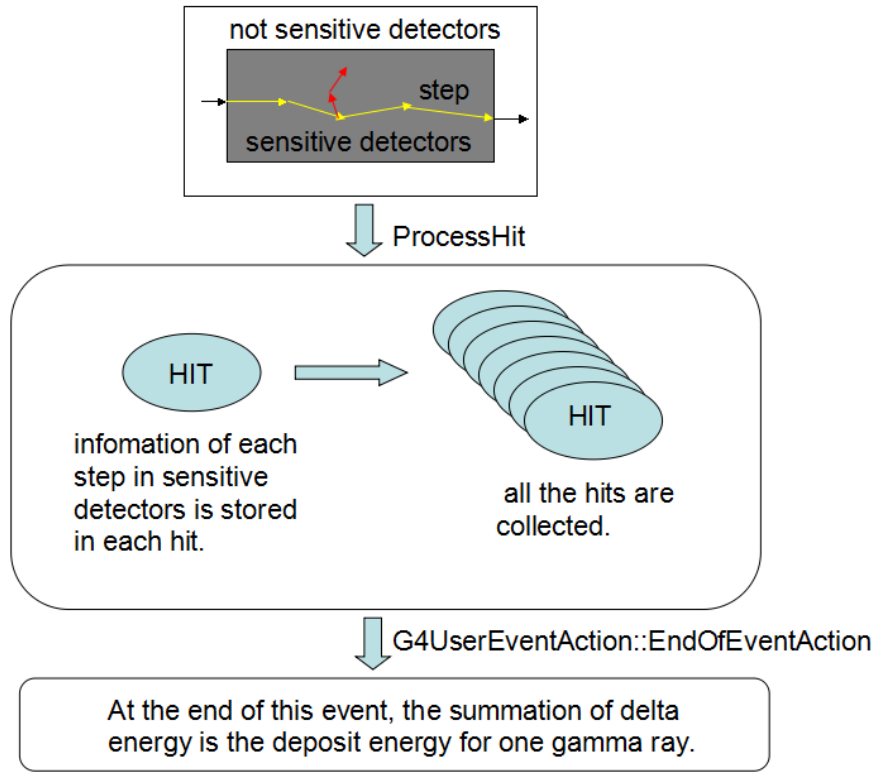 not sensitive detectors
step
sensitive detectors
ProcessHit
HIT
HIT
infomation of each
step in sensitive
detectors is stored
in each hit.
all the hits are
collected.
G4UserEventAction::EndOfEventAction
At the end of this event, the summation of delta
energy is the deposit energy for one gamma ray.